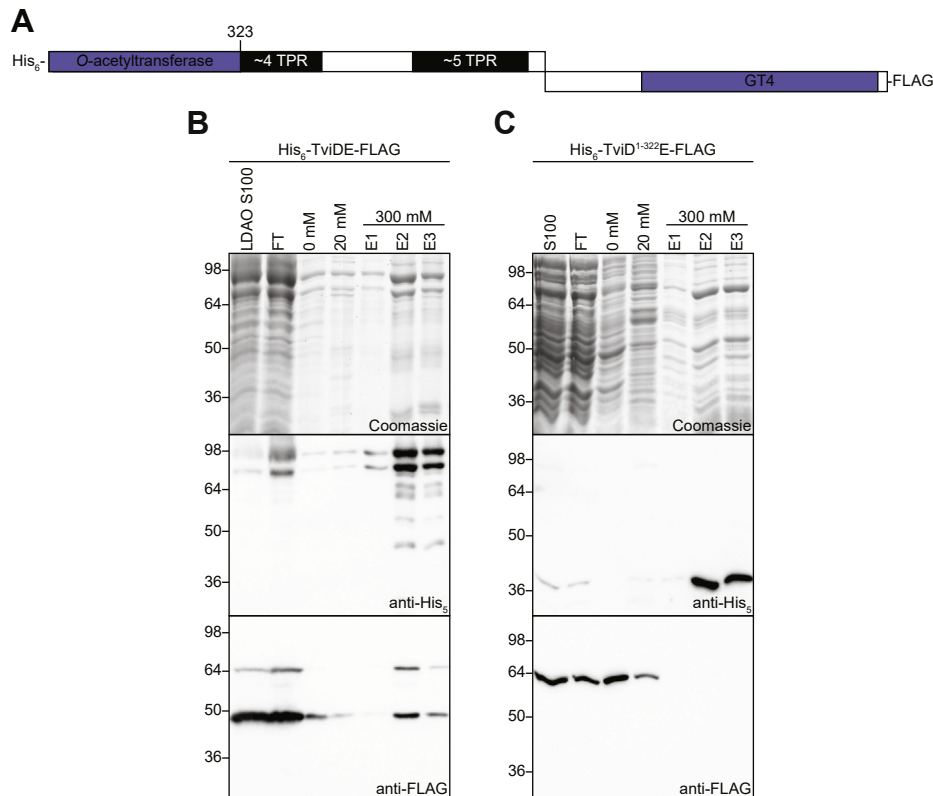 A
323
His6- O-acetyltransferase ~4 TPR ~5 TPR
GT4 -FLAG
B
His6-TviDE-FLAG
LDAO S100 FT 0 mM 20 mM E1 E2 E3
300 mM
98
64
50
36
Coomassie
98
64
50
36
anti-His5
98
64
50
36
anti-FLAG
C
His6-TviD1-322E-FLAG
S100 FT 0 mM 20 mM E1 E2 E3
300 mM
98
64
50
36
Coomassie
98
64
50
36
anti-His5
98
64
50
36
anti-FLAG